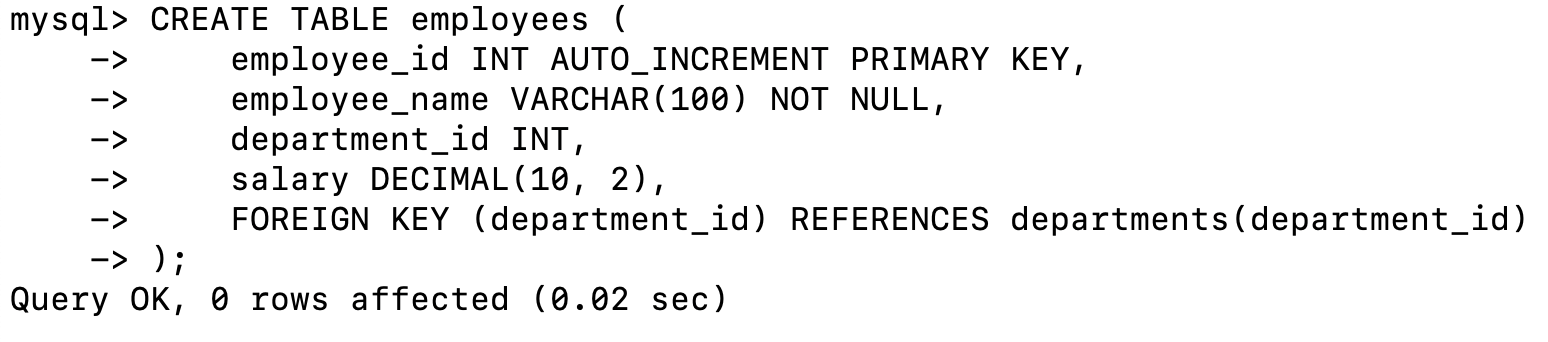 mysql> CREATE TABLE employees (
    ->     employee_id INT AUTO_INCREMENT PRIMARY KEY,
    ->     employee_name VARCHAR(100) NOT NULL,
    ->     department_id INT,
    ->     salary DECIMAL(10, 2),
    ->     FOREIGN KEY (department_id) REFERENCES departments(department_id)
    -> );
Query OK, 0 rows affected (0.02 sec)